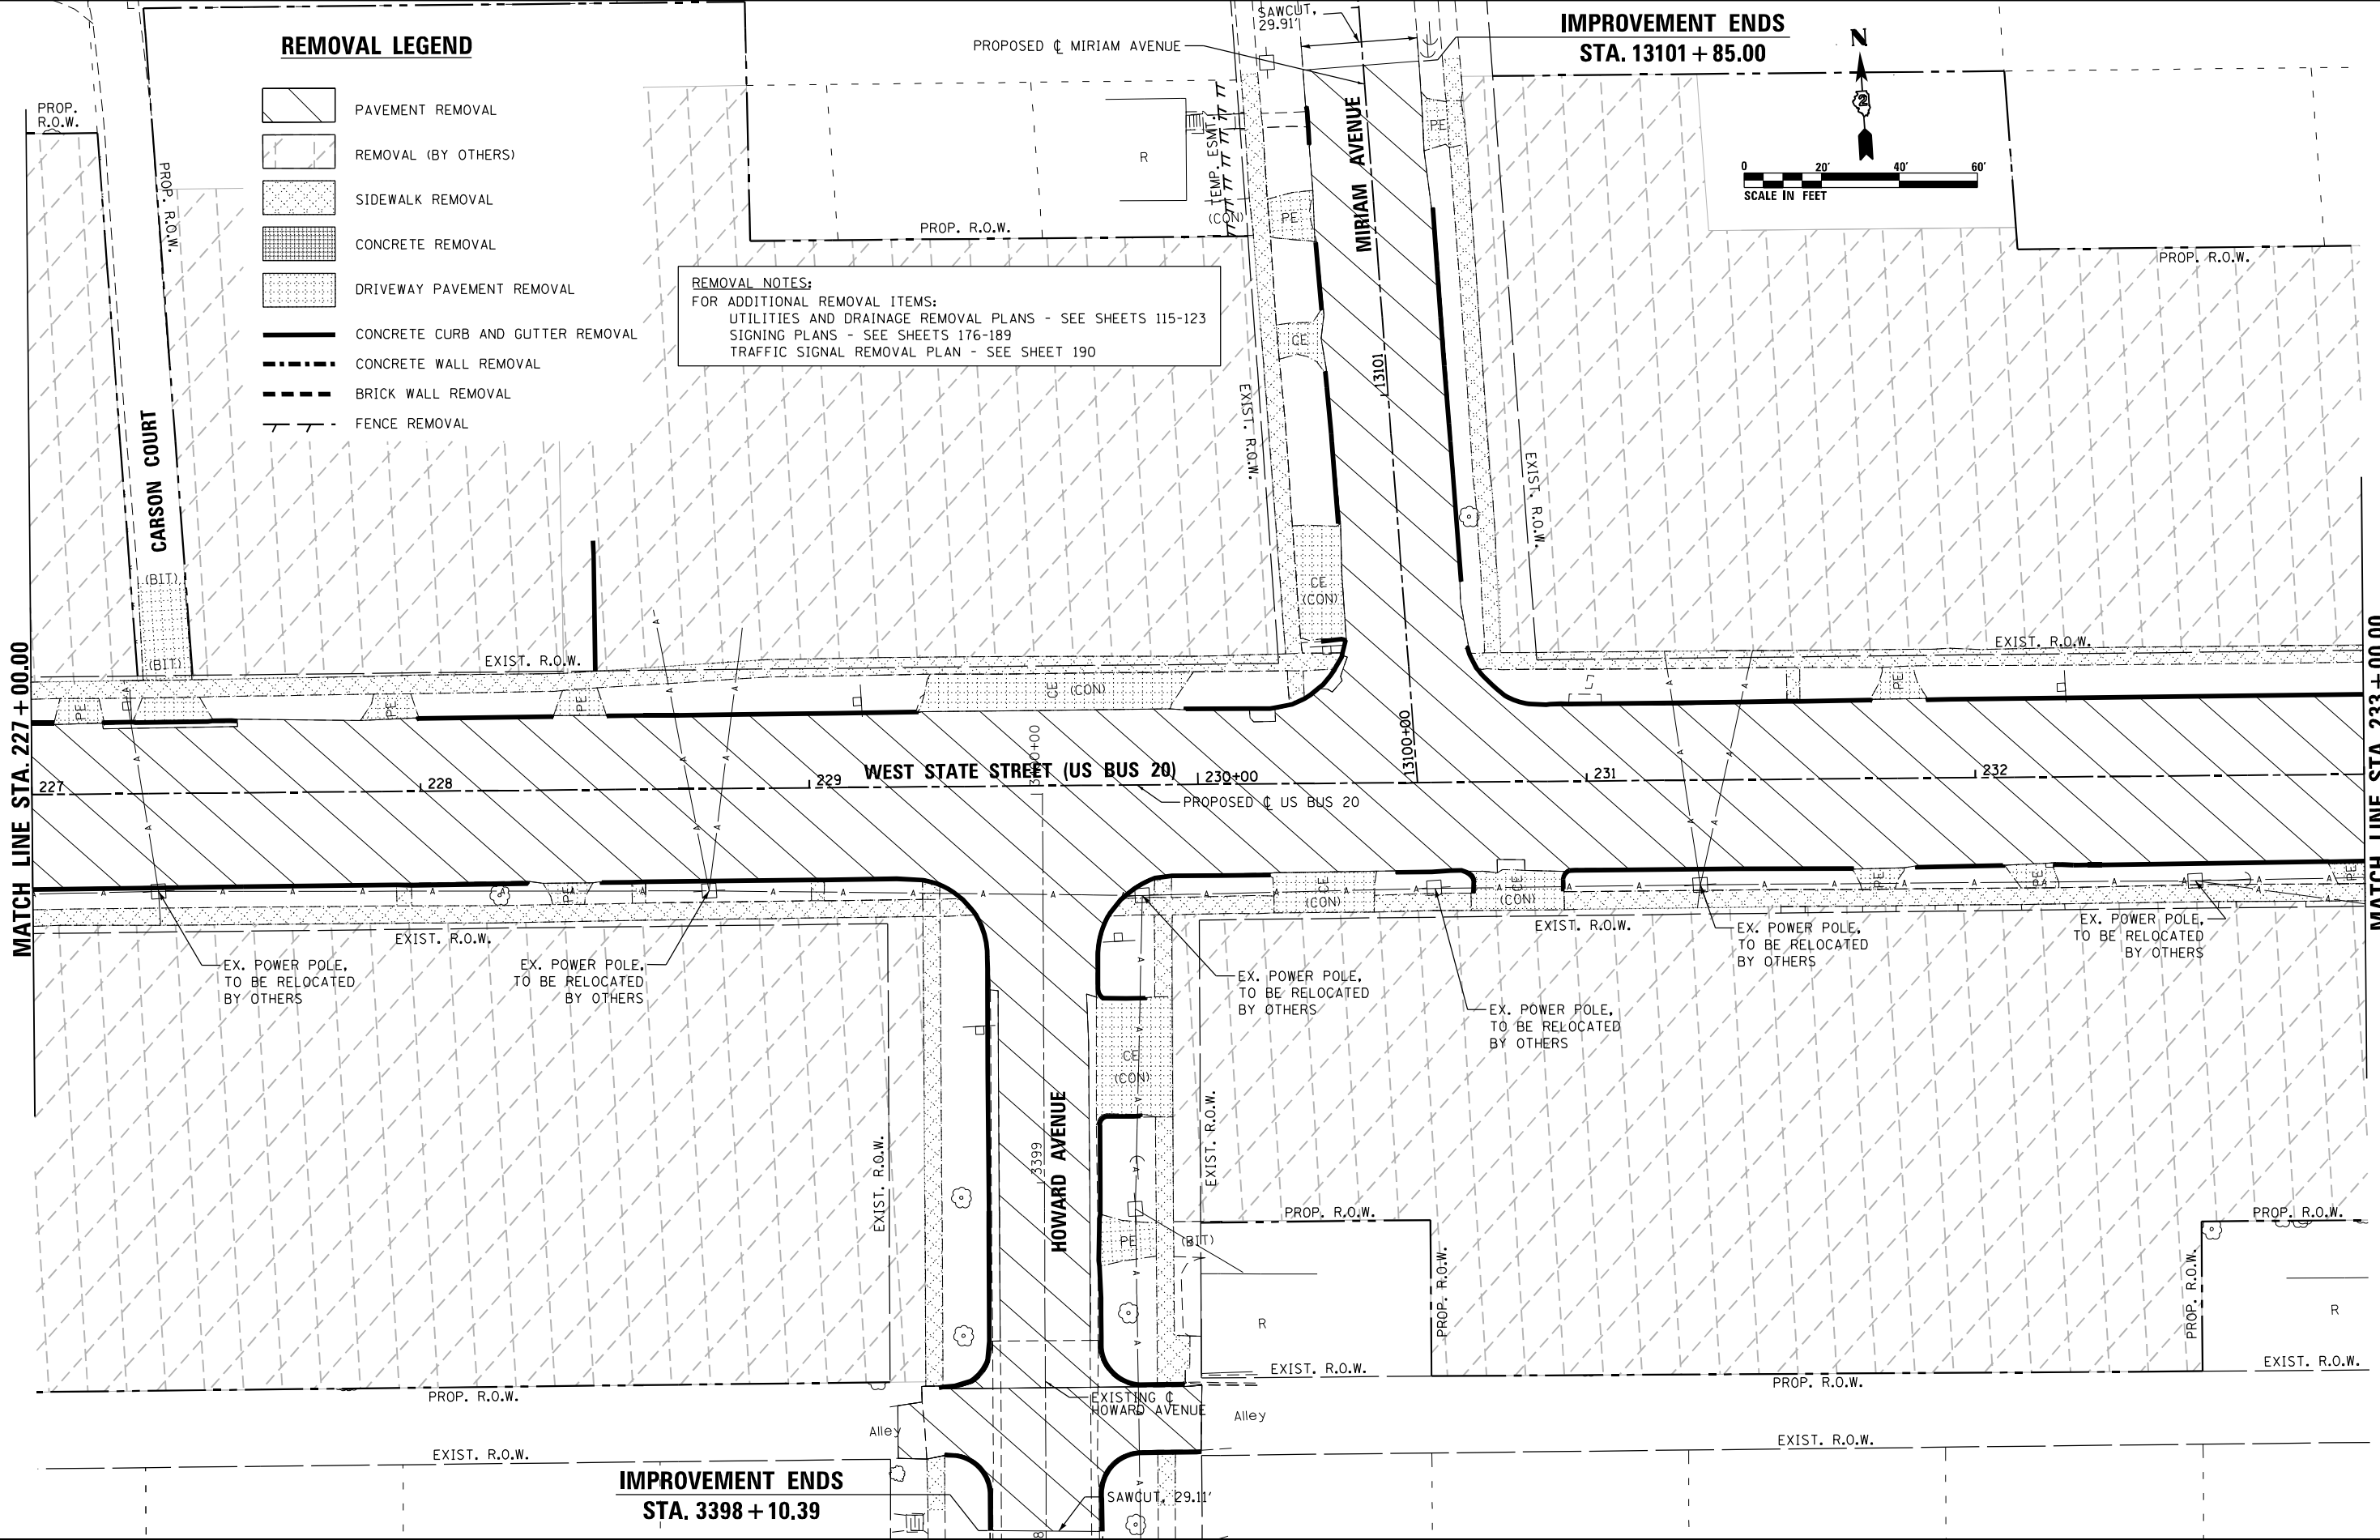 REMOVAL LEGEND
PAVEMENT REMOVAL
REMOVAL (BY OTHERS)
SIDEWALK REMOVAL
CONCRETE REMOVAL
DRIVEWAY PAVEMENT REMOVAL
CONCRETE CURB AND GUTTER REMOVAL
CONCRETE WALL REMOVAL
BRICK WALL REMOVAL
FENCE REMOVAL
PROP.
R.O.W.
PROP. R.O.W.
CARSON COURT
(BIT)
(BIT)
REMOVAL NOTES:
FOR ADDITIONAL REMOVAL ITEMS:
UTILITIES AND DRAINAGE REMOVAL PLANS - SEE SHEETS 115-123
SIGNING PLANS - SEE SHEETS 176-189
TRAFFIC SIGNAL REMOVAL PLAN - SEE SHEET 190
PROPOSED ℄ MIRIAM AVENUE
SAWCUT,
29.91'
IMPROVEMENT ENDS
STA. 13101+85.00
N
2
0 20' 40' 60'
SCALE IN FEET
R
TEMP. ESMT.
(CON)
PE
PE
PROP. R.O.W.
MIRIAM AVENUE
PROP. R.O.W.
CE
13101
EXIST. R.O.W.
EXIST. R.O.W.
CE
(CON)
MATCH LINE STA. 227+00.00
MATCH LINE STA. 233+00.00
EXIST. R.O.W.
EXIST. R.O.W.
PE
PE
PE
CE (CON)
PE
13100+00
3400+00
WEST STATE STREET (US BUS 20)
227
228
229
230+00
231
232
PROPOSED ℄ US BUS 20
PE
CE
(CON)
CE
(CON)
PE
PE
PE
EXIST. R.O.W.
EXIST. R.O.W.
EX. POWER POLE,
TO BE RELOCATED
BY OTHERS
EX. POWER POLE,
TO BE RELOCATED
BY OTHERS
EX. POWER POLE,
TO BE RELOCATED
BY OTHERS
EX. POWER POLE,
TO BE RELOCATED
BY OTHERS
EX. POWER POLE,
TO BE RELOCATED
BY OTHERS
EX. POWER POLE,
TO BE RELOCATED
BY OTHERS
CE
(CON)
EXIST. R.O.W.
3399
HOWARD AVENUE
EXIST. R.O.W.
PE
(BIT)
PROP. R.O.W.
PROP. R.O.W.
PROP. R.O.W.
PROP. R.O.W.
R
R
EXIST. R.O.W.
EXIST. R.O.W.
PROP. R.O.W.
PROP. R.O.W.
EXISTING ℄
HOWARD AVENUE
Alley
Alley
EXIST. R.O.W.
EXIST. R.O.W.
IMPROVEMENT ENDS
STA. 3398+10.39
SAWCUT, 29.11'